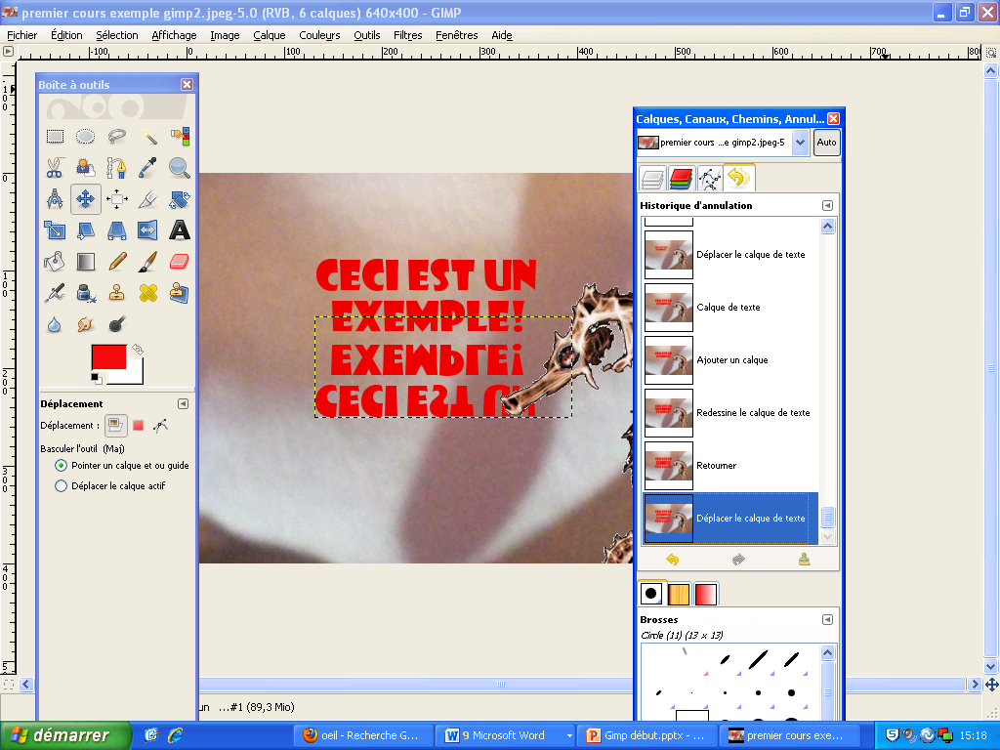 premier cours exemple gimp2.jpeg-5.0 (RVB, 6 calques) 640x400 - GIMP
Fichier Édition Sélection Affichage Image Calque Couleurs Outils Filtres Fenêtres Aide
-100 0 100 200 300 400 500 600 700 800
Boîte à outils
Calques, Canaux, Chemins, Annul...
premier cours ...e gimp2.jpeg-5
Auto
Historique d'annulation
Déplacer le calque de texte
Calque de texte
Ajouter un calque
Redessine le calque de texte
Retourner
Déplacer le calque de texte
CECI EST UN
EXEMPLE!
EXEMPLE!
CECI EST UN
Déplacement
Déplacement :
Basculer l'outil (Maj)
Pointer un calque et ou guide
Déplacer le calque actif
Brosses
Circle (11) (13 × 13)
un ...#1 (89,3 Mio)
démarrer
oeil - Recherche G...
9 Microsoft Word
Gimp début.pptx - ...
premier cours exe...
15:18